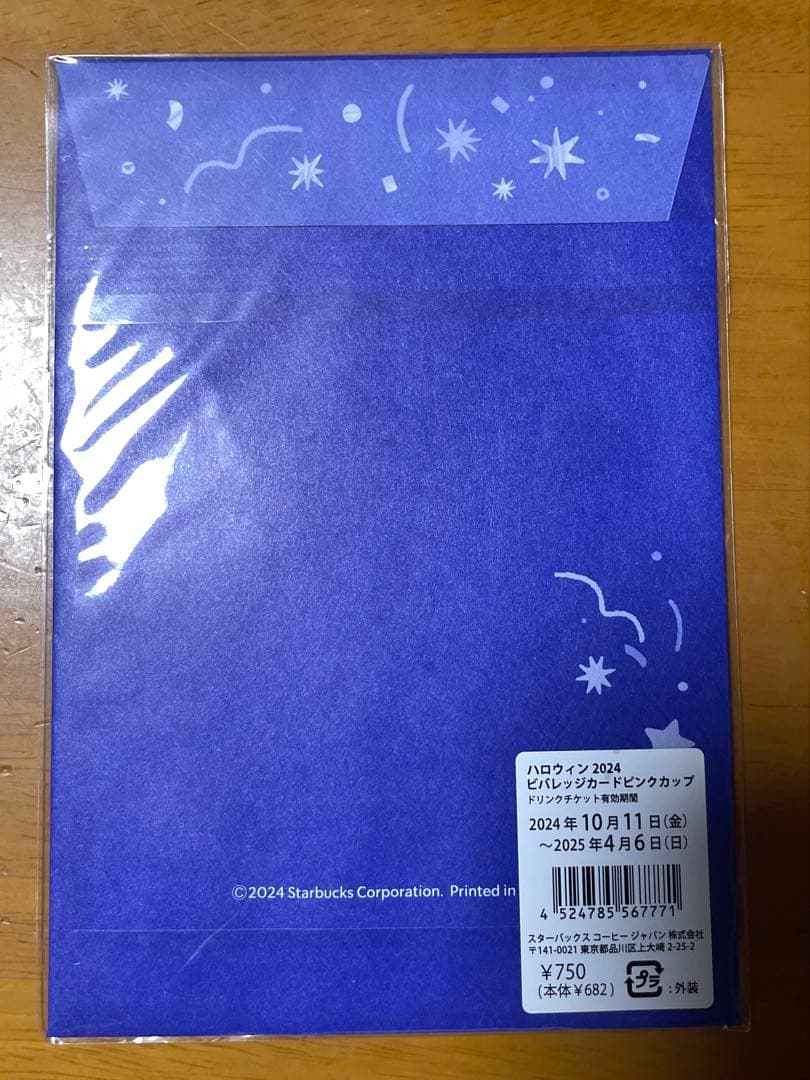 ハロウィン 2024
ビバレッジカードピンクカップ
ドリンクチケット有効期間
2024年10月11日(金)
～2025年4月6日(日)
©2024 Starbucks Corporation. Printed in
4 524785 567771
スターバックス コーヒー ジャパン 株式会社
〒141-0021 東京都品川区上大崎 2-25-2
¥750
(本体¥682)
プラ
:外装